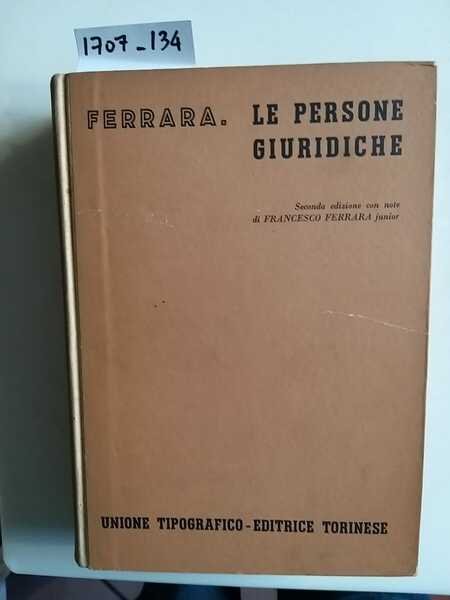 1707_134
FERRARA. LE PERSONE
GIURIDICHE
Seconda edizione con note
di FRANCESCO FERRARA junior
UNIONE TIPOGRAFICO-EDITRICE TORINESE